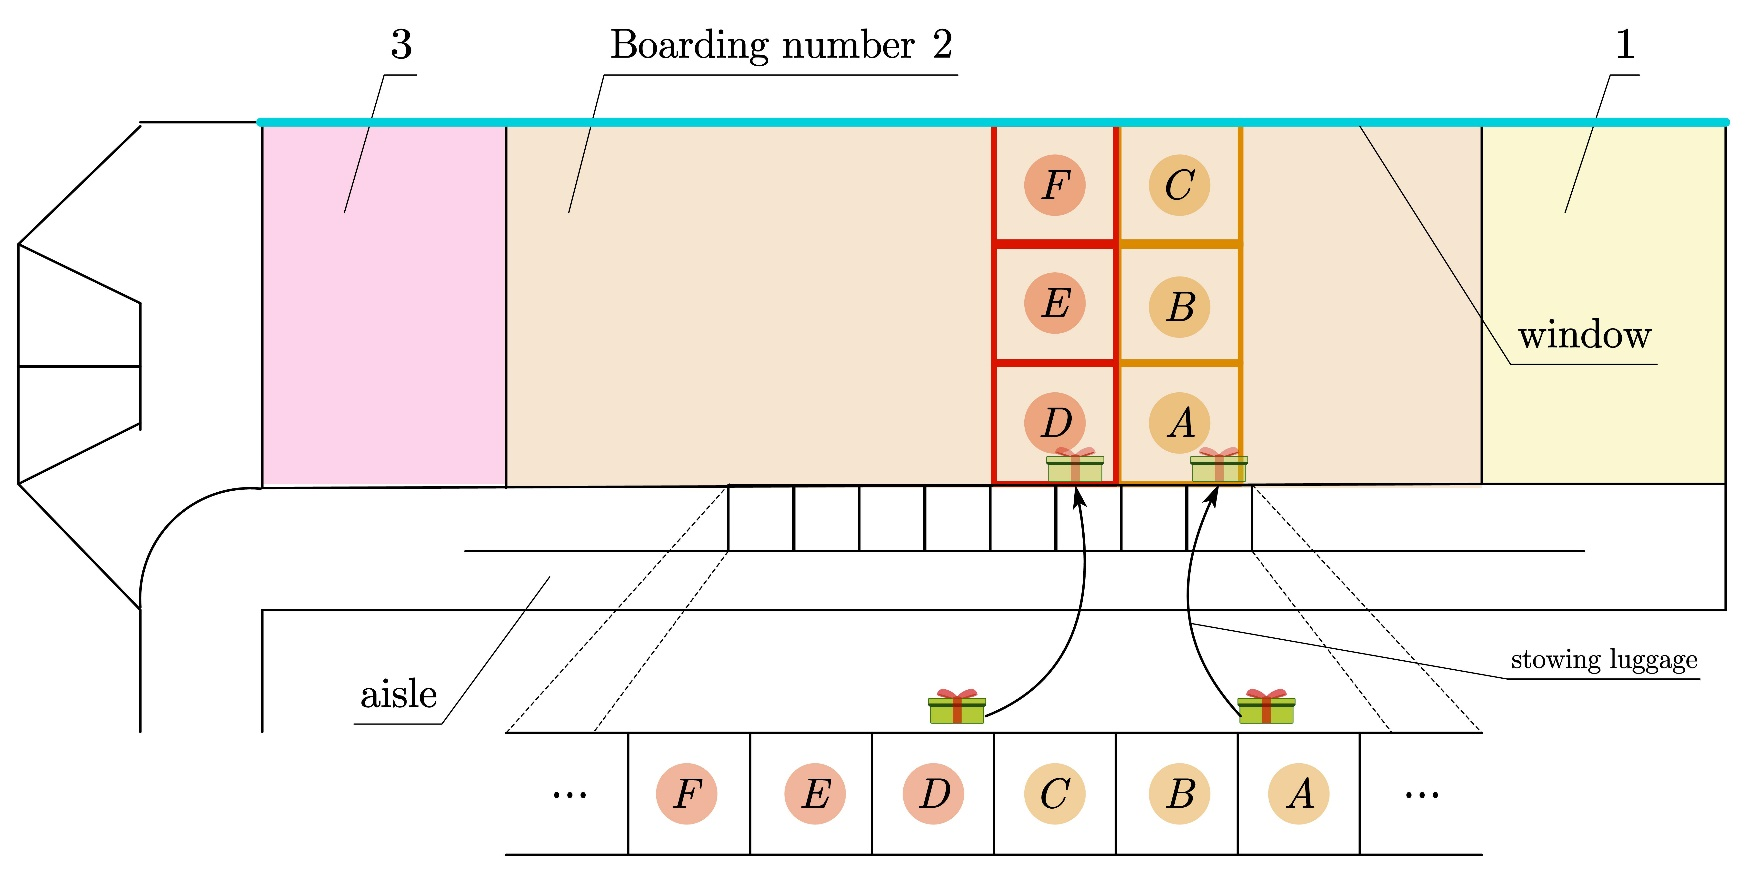 3
Boarding number 2
1
F
C
E
B
window
D
A
stowing luggage
aisle
... F E D C B A ...